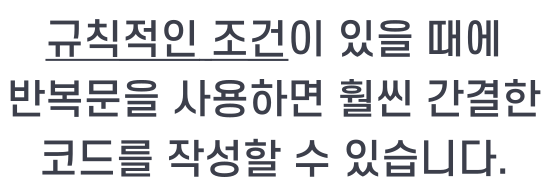 규칙적인 조건이 있을 때에
반복문을 사용하면 훨씬 간결한
코드를 작성할 수 있습니다.